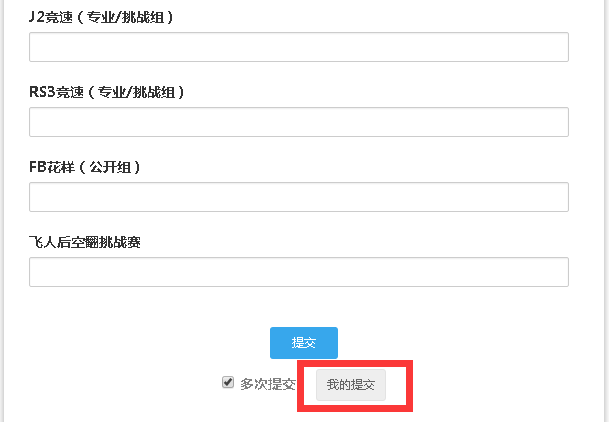 J2竞速（专业/挑战组）
RS3竞速（专业/挑战组）
FB花样（公开组）
飞人后空翻挑战赛
提交
多次提交 我的提交